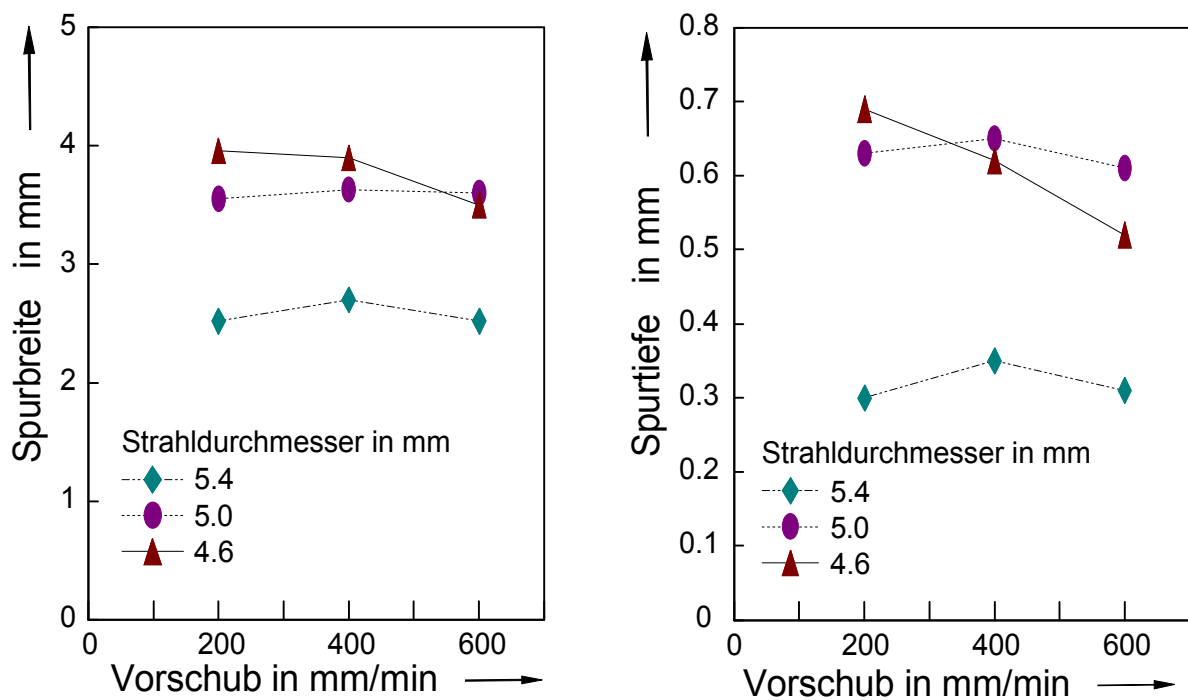 Spurbreite in mm
5
4
3
2
1
0
Strahldurchmesser in mm
5.4
5.0
4.6
0 200 400 600
Vorschub in mm/min
Spurtiefe in mm
0.8
0.7
0.6
0.5
0.4
0.3
0.2
0.1
0
Strahldurchmesser in mm
5.4
5.0
4.6
0 200 400 600
Vorschub in mm/min